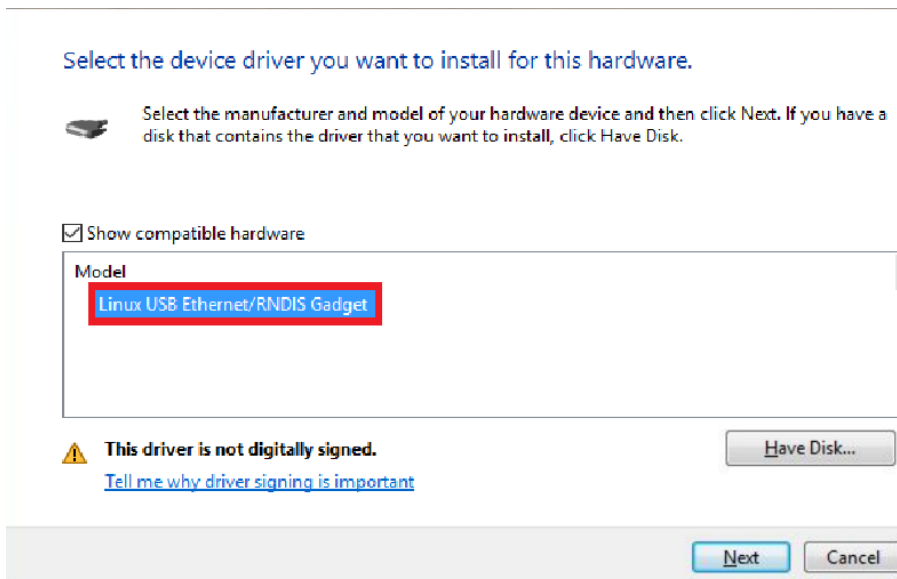 Select the device driver you want to install for this hardware.
Select the manufacturer and model of your hardware device and then click Next. If you have a
disk that contains the driver that you want to install, click Have Disk.
Show compatible hardware
Model
Linux USB Ethernet/RNDIS Gadget
This driver is not digitally signed.
Have Disk...
Tell me why driver signing is important
Next
Cancel